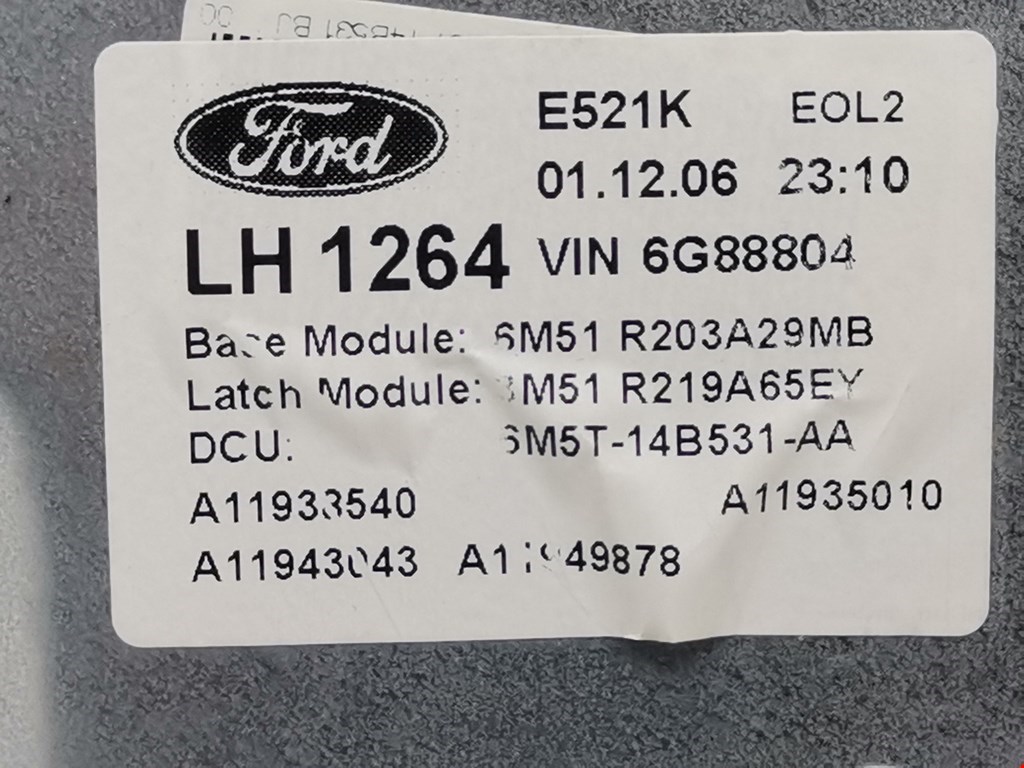 Ford
E521K EOL2
01.12.06 23:10
LH 1264 VIN 6G88804
Base Module: 6M51 R203A29MB
Latch Module: M51 R219A65EY
DCU: 6M5T-14B531-AA
A11933540 A11935010
A11943043